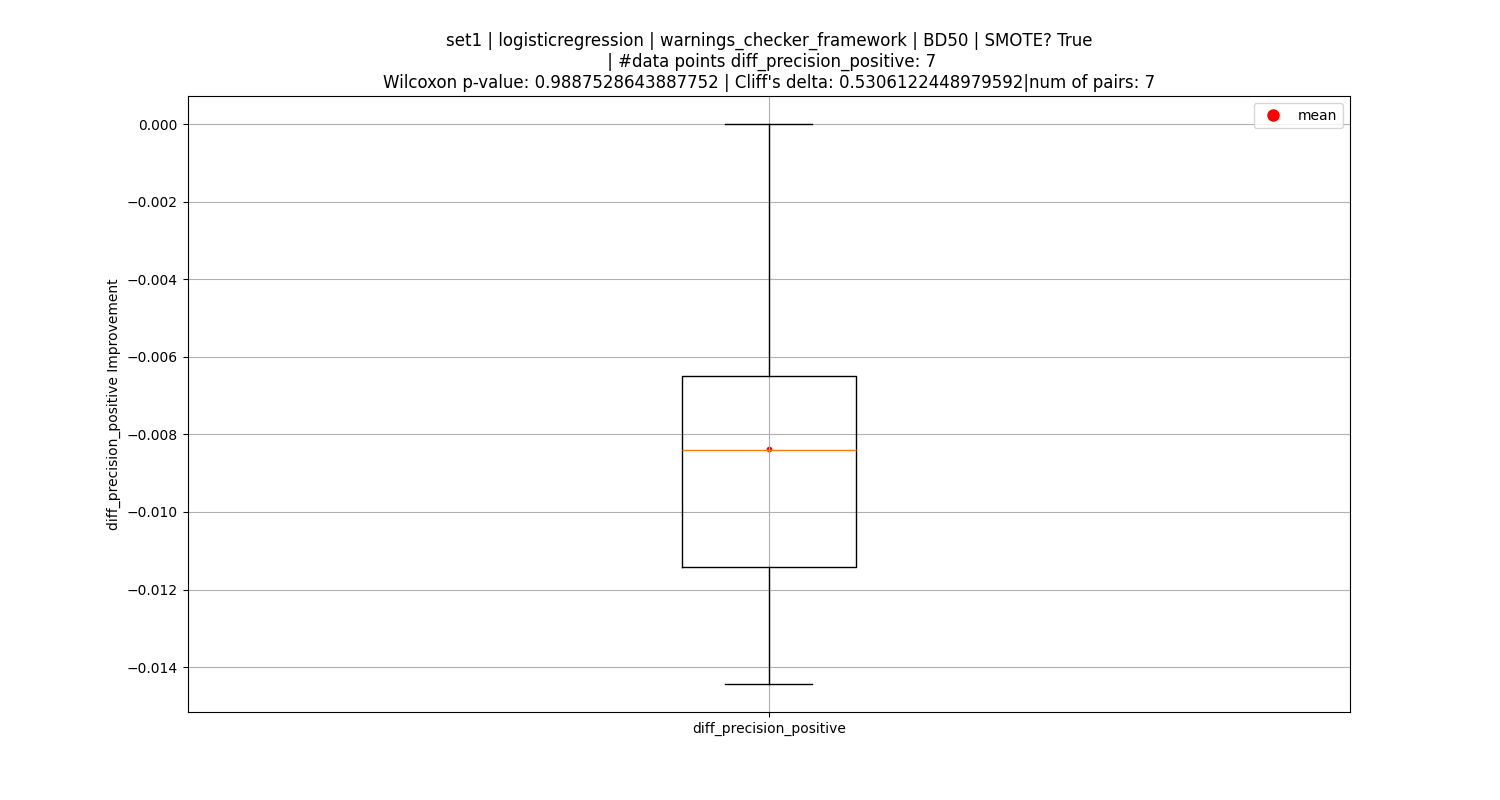 set1 | logisticregression | warnings_checker_framework | BD50 | SMOTE? True
| #data points diff_precision_positive: 7
Wilcoxon p-value: 0.9887528643887752 | Cliff's delta: 0.5306122448979592|num of pairs: 7
mean
0.000
−0.002
−0.004
−0.006
−0.008
−0.010
−0.012
−0.014
diff_precision_positive Improvement
diff_precision_positive